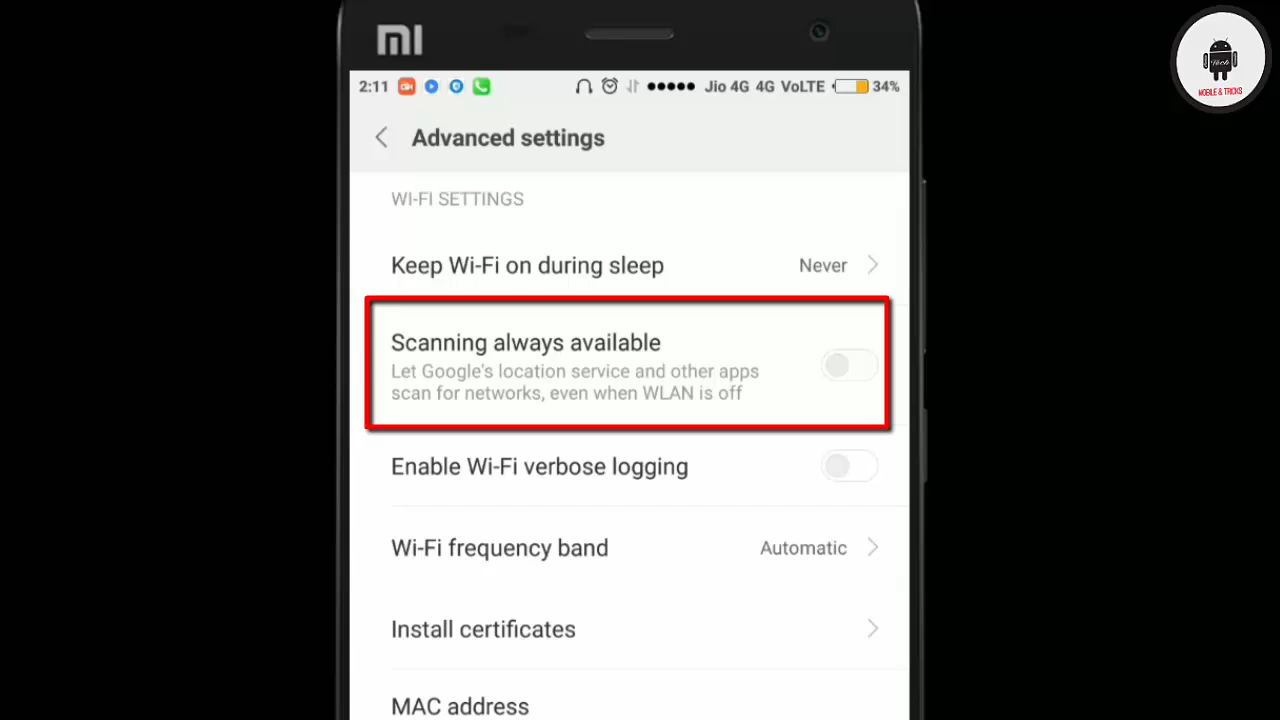 MI
Tech
MOBILE & TRICKS
2:11 Jio 4G 4G VoLTE 34%
Advanced settings
WI-FI SETTINGS
Keep Wi-Fi on during sleep Never
Scanning always available
Let Google's location service and other apps
scan for networks, even when WLAN is off
Enable Wi-Fi verbose logging
Wi-Fi frequency band Automatic
Install certificates
MAC address